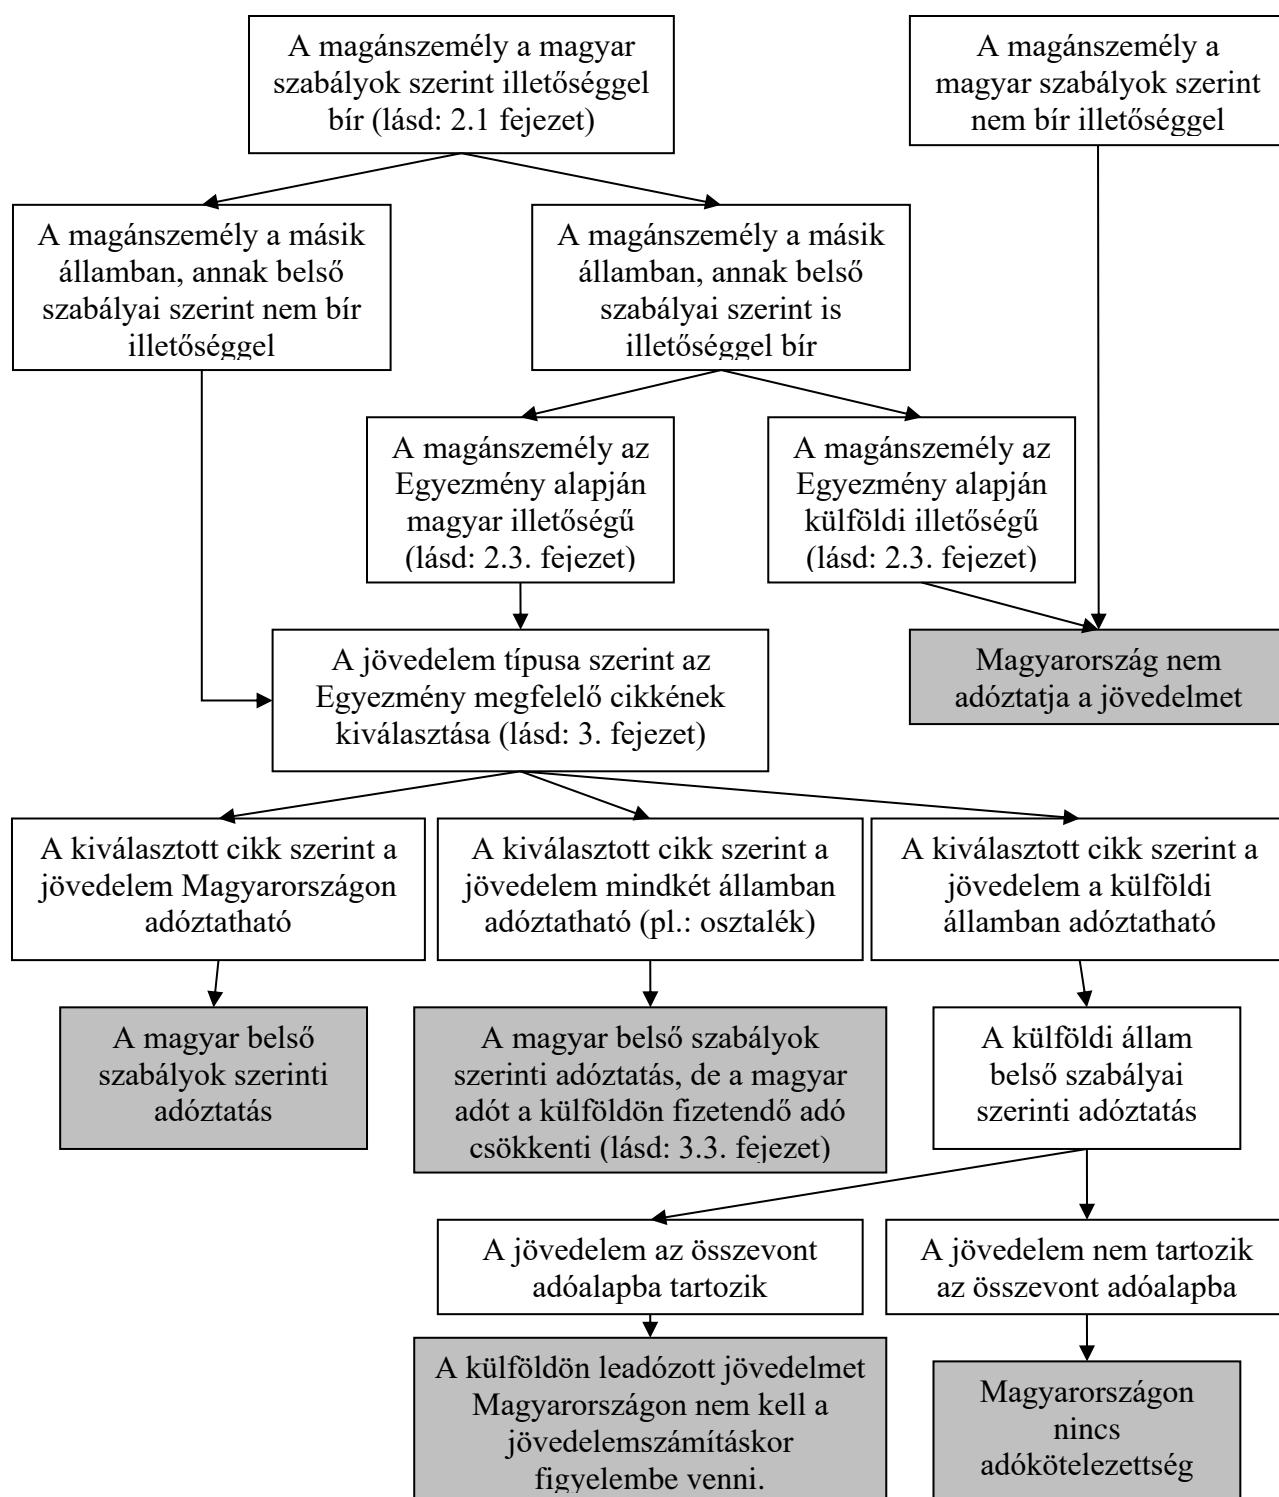 A magánszemély a magyar
szabályok szerint illetőséggel
bír (lásd: 2.1 fejezet)
A magánszemély a
magyar szabályok szerint
nem bír illetőséggel
A magánszemély a másik
államban, annak belső
szabályai szerint nem bír
illetőséggel
A magánszemély a másik
államban, annak belső
szabályai szerint is
illetőséggel bír
A magánszemély az
Egyezmény alapján
magyar illetőségű
(lásd: 2.3. fejezet)
A magánszemély az
Egyezmény alapján
külföldi illetőségű
(lásd: 2.3. fejezet)
A jövedelem típusa szerint az
Egyezmény megfelelő cikkének
kiválasztása (lásd: 3. fejezet)
Magyarország nem
adóztatja a jövedelmet
A kiválasztott cikk szerint a
jövedelem Magyarországon
adóztatható
A kiválasztott cikk szerint a
jövedelem mindkét államban
adóztatható (pl.: osztalék)
A kiválasztott cikk szerint a
jövedelem a külföldi
államban adóztatható
A magyar belső
szabályok szerinti
adóztatás
A magyar belső szabályok
szerinti adóztatás, de a magyar
adót a külföldön fizetendő adó
csökkenti (lásd: 3.3. fejezet)
A külföldi állam
belső szabályai
szerinti adóztatás
A jövedelem az összevont
adóalapba tartozik
A jövedelem nem tartozik
az összevont adóalapba
A külföldön leadózott jövedelmet
Magyarországon nem kell a
jövedelemszámításkor
figyelembe venni.
Magyarországon
nincs
adókötelezettség